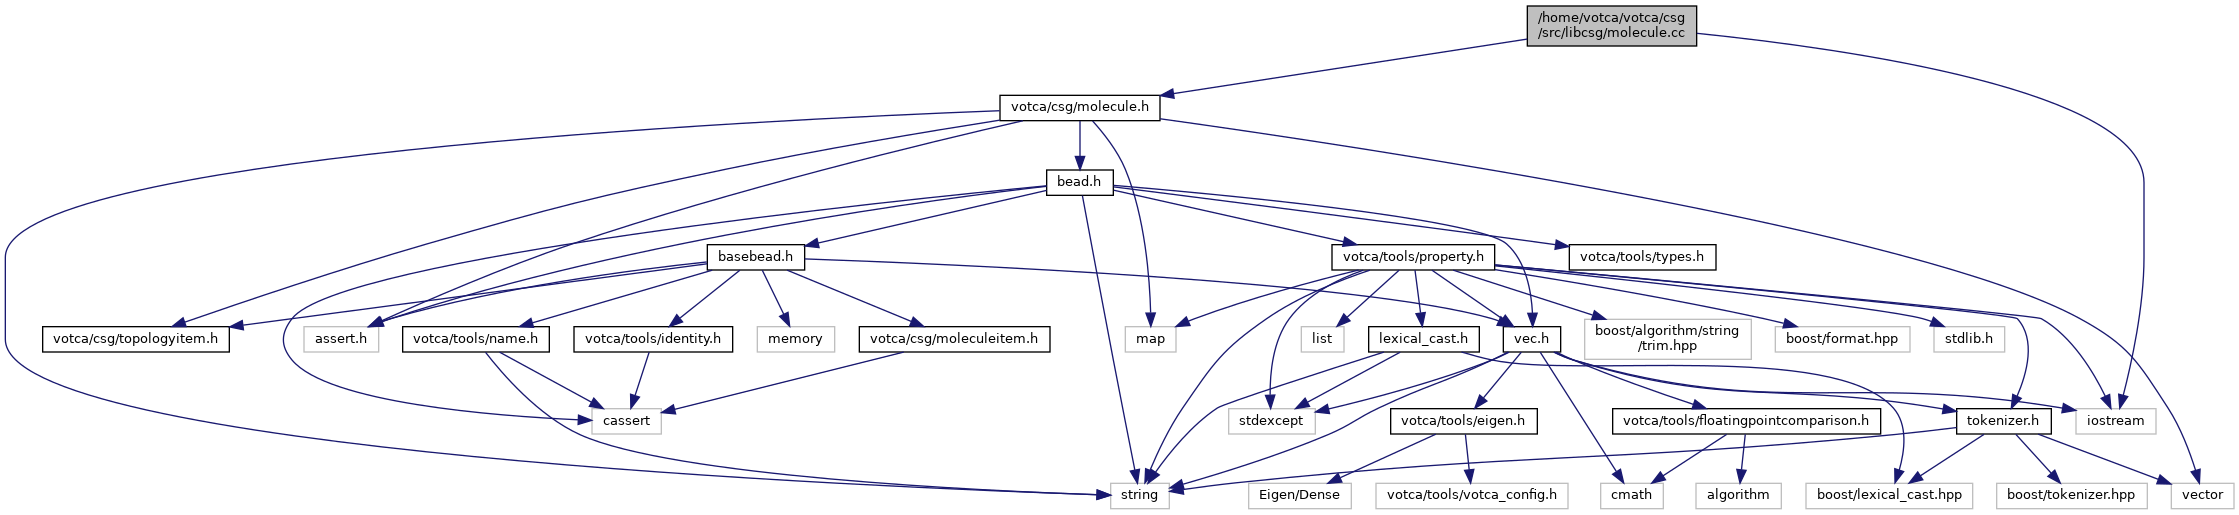 /home/votca/votca/csg
/src/libcsg/molecule.cc
votca/csg/molecule.h
bead.h
basebead.h
votca/tools/property.h
votca/tools/types.h
votca/csg/topologyitem.h
assert.h
votca/tools/name.h
votca/tools/identity.h
memory
votca/csg/moleculeitem.h
map
list
lexical_cast.h
vec.h
boost/algorithm/string
/trim.hpp
boost/format.hpp
stdlib.h
cassert
stdexcept
votca/tools/eigen.h
votca/tools/floatingpointcomparison.h
tokenizer.h
iostream
string
Eigen/Dense
votca/tools/votca_config.h
cmath
algorithm
boost/lexical_cast.hpp
boost/tokenizer.hpp
vector